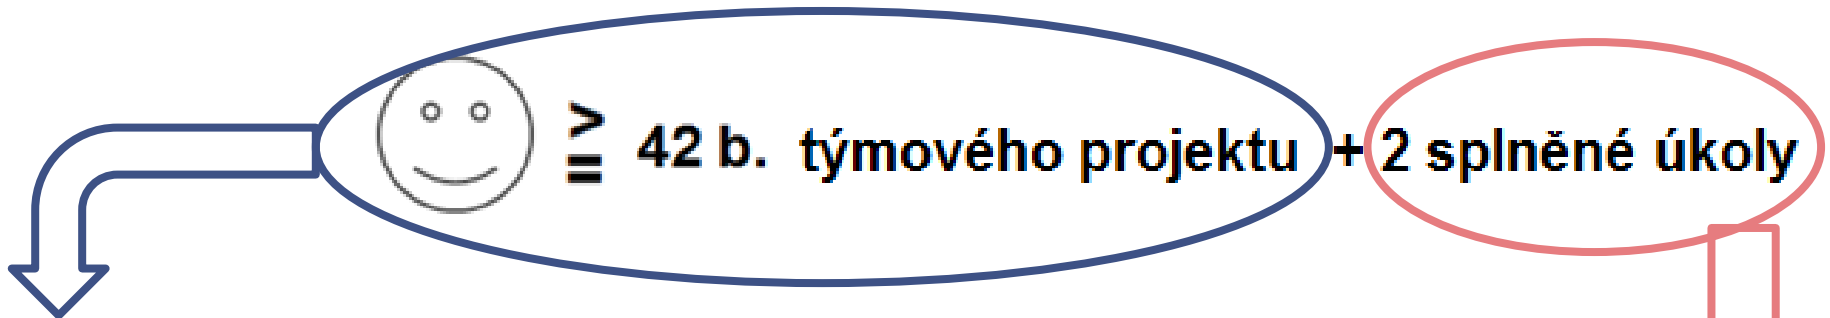 ≥ 42 b. týmového projektu + 2 splněné úkoly